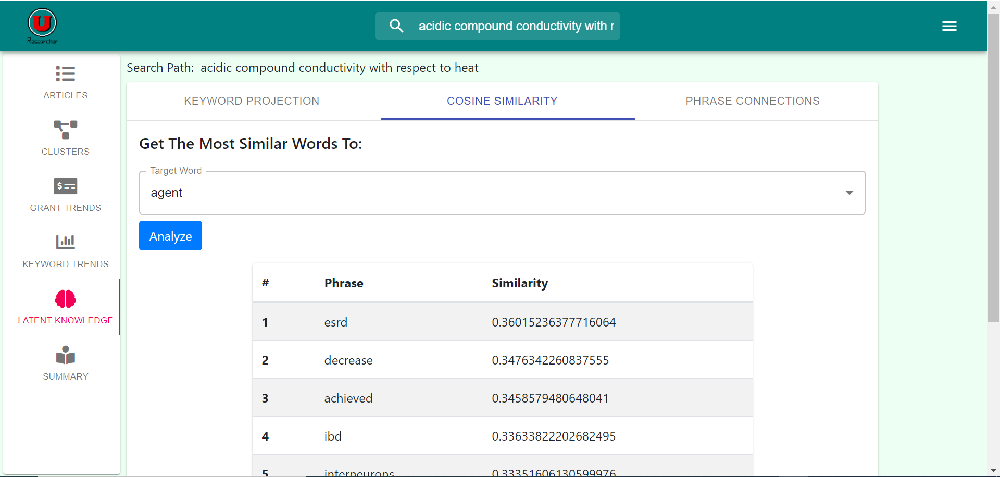 U
Researcher
acidic compound conductivity with r
ARTICLES
CLUSTERS
GRANT TRENDS
KEYWORD TRENDS
LATENT KNOWLEDGE
SUMMARY
Search Path: acidic compound conductivity with respect to heat
KEYWORD PROJECTION COSINE SIMILARITY PHRASE CONNECTIONS
Get The Most Similar Words To:
Target Word
agent
Analyze
# Phrase Similarity
1 esrd 0.36015236377716064
2 decrease 0.3476342260837555
3 achieved 0.3458579480648041
4 ibd 0.33633822202682495
5 interneurons 0.33351606130599976